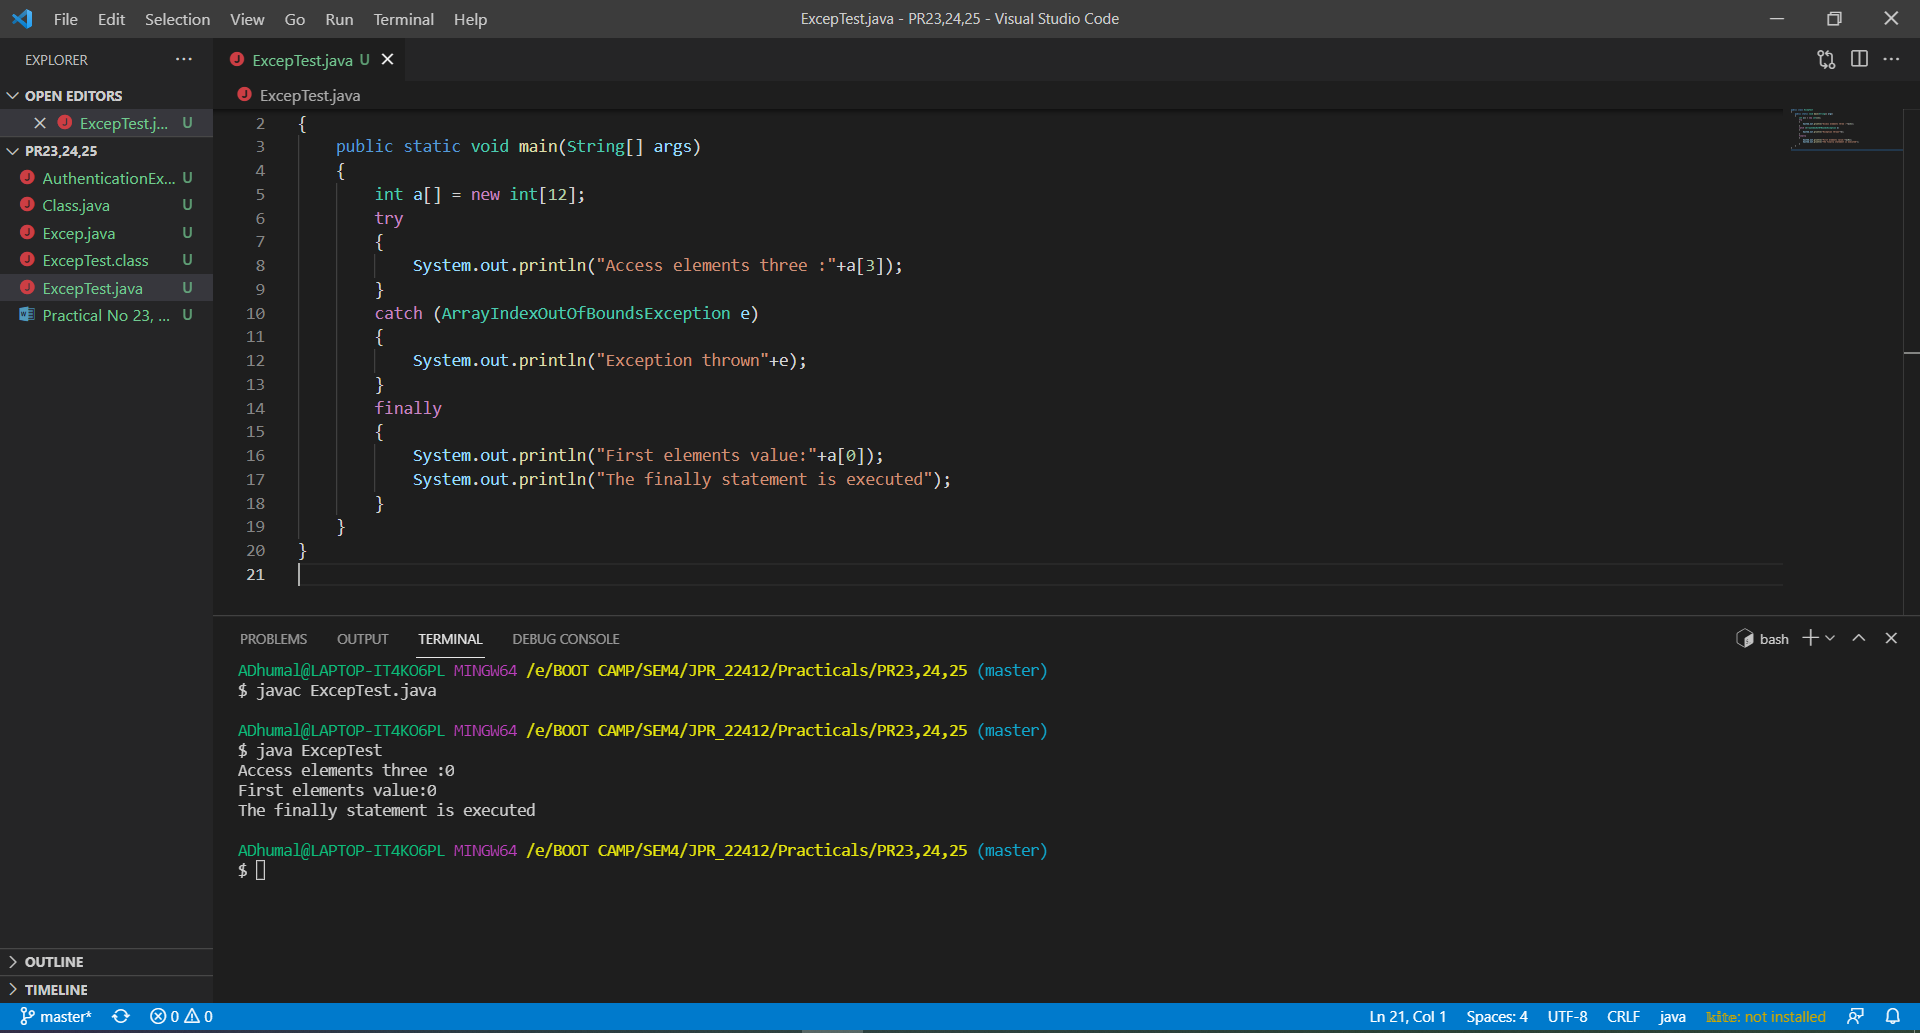 File Edit Selection View Go Run Terminal Help ExcepTest.java - PR23,24,25 - Visual Studio Code
EXPLORER
ExcepTest.java U
OPEN EDITORS
ExcepTest.java
ExcepTest.j... U
PR23,24,25
AuthenticationEx... U
Class.java U
Excep.java U
ExcepTest.class U
ExcepTest.java U
Practical No 23, ... U
2 {
3 public static void main(String[] args)
4 {
5 int a[] = new int[12];
6 try
7 {
8 System.out.println("Access elements three :"+a[3]);
9 }
10 catch (ArrayIndexOutOfBoundsException e)
11 {
12 System.out.println("Exception thrown"+e);
13 }
14 finally
15 {
16 System.out.println("First elements value:"+a[0]);
17 System.out.println("The finally statement is executed");
18 }
19 }
20 }
21
PROBLEMS OUTPUT TERMINAL DEBUG CONSOLE bash
ADhumal@LAPTOP-IT4KO6PL MINGW64 /e/BOOT CAMP/SEM4/JPR_22412/Practicals/PR23,24,25 (master)
$ javac ExcepTest.java
ADhumal@LAPTOP-IT4KO6PL MINGW64 /e/BOOT CAMP/SEM4/JPR_22412/Practicals/PR23,24,25 (master)
$ java ExcepTest
Access elements three :0
First elements value:0
The finally statement is executed
ADhumal@LAPTOP-IT4KO6PL MINGW64 /e/BOOT CAMP/SEM4/JPR_22412/Practicals/PR23,24,25 (master)
$
OUTLINE
TIMELINE
master* 0 0 Ln 21, Col 1 Spaces: 4 UTF-8 CRLF java kite: not installed